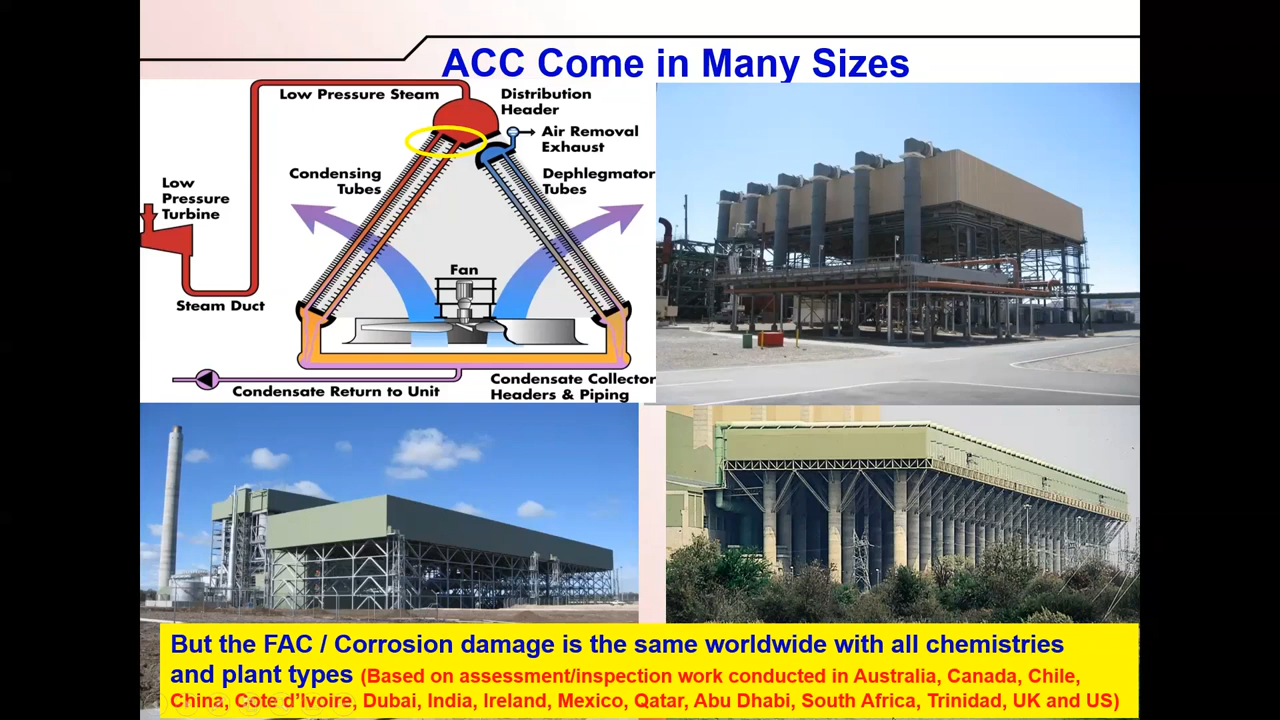 ACC Come in Many Sizes
Low Pressure Steam
Distribution
Header
Air Removal
Exhaust
Condensing
Tubes
Dephlegmator
Tubes
Low
Pressure
Turbine
Fan
Steam Duct
Condensate Return to Unit
Condensate Collector
Headers & Piping
But the FAC / Corrosion damage is the same worldwide with all chemistries
and plant types (Based on assessment/inspection work conducted in Australia, Canada, Chile,
China, Cote d'Ivoire, Dubai, India, Ireland, Mexico, Qatar, Abu Dhabi, South Africa, Trinidad, UK and US)